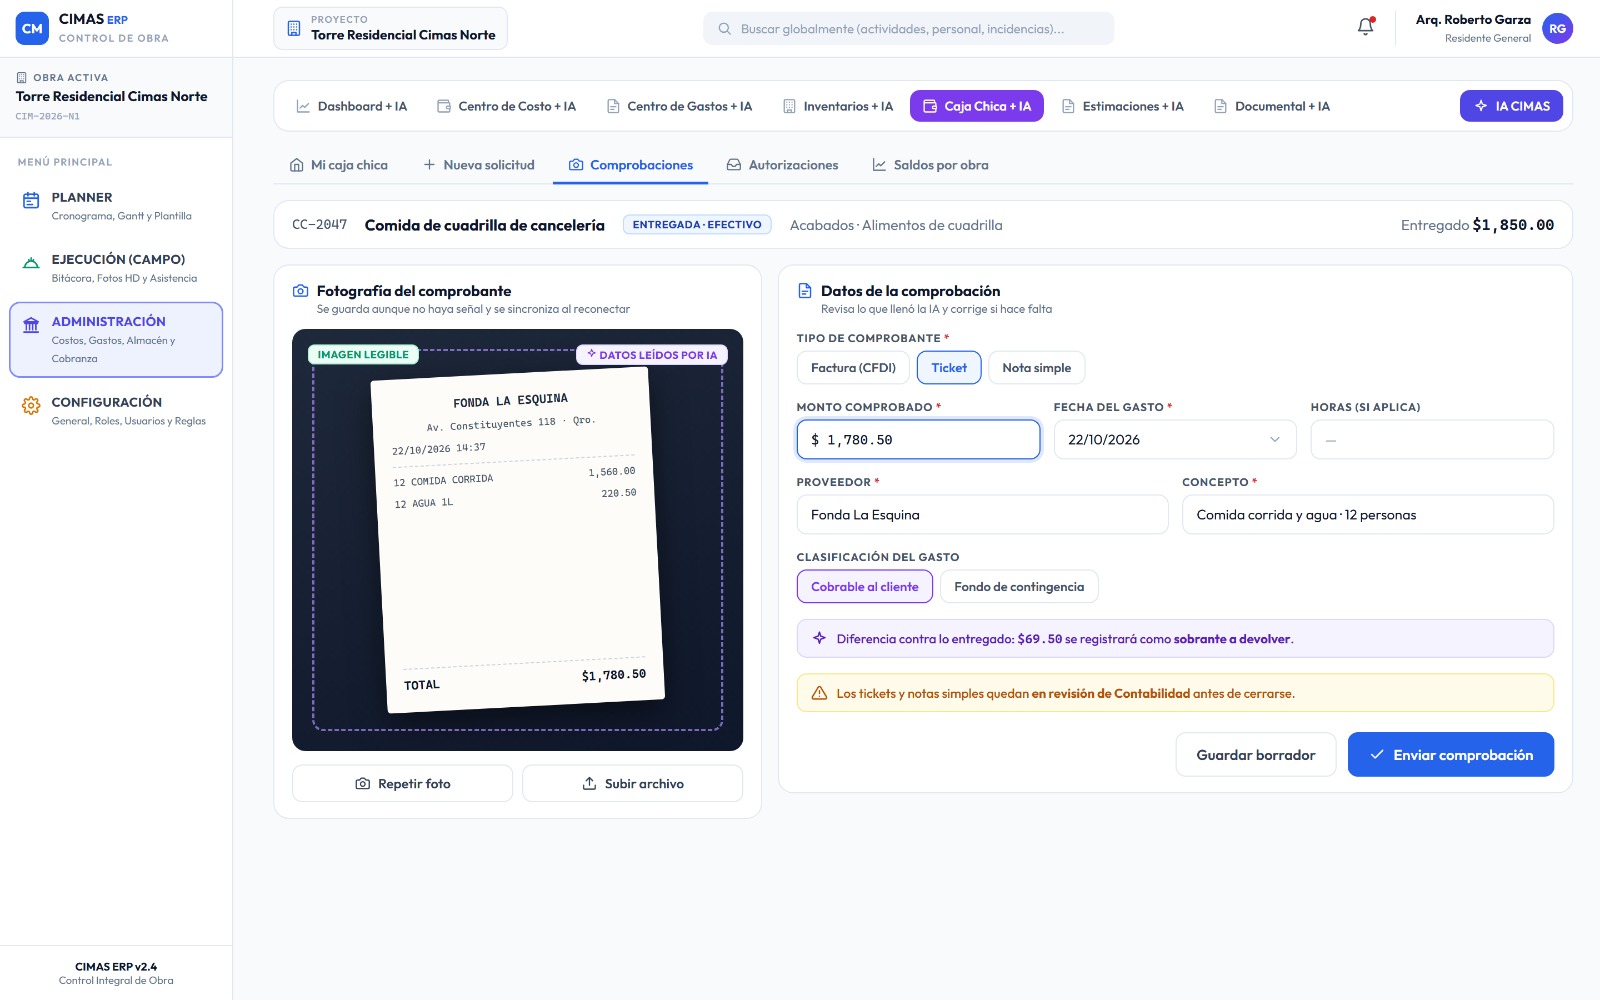 CM
CIMAS ERP
CONTROL DE OBRA
PROYECTO
Torre Residencial Cimas Norte
Buscar globalmente (actividades, personal, incidencias)...
Arq. Roberto Garza
Residente General
RG
OBRA ACTIVA
Torre Residencial Cimas Norte
CIM-2026-N1
MENÚ PRINCIPAL
PLANNER
Cronograma, Gantt y Plantilla
EJECUCIÓN (CAMPO)
Bitácora, Fotos HD y Asistencia
ADMINISTRACIÓN
Costos, Gastos, Almacén y
Cobranza
CONFIGURACIÓN
General, Roles, Usuarios y Reglas
CIMAS ERP v2.4
Control Integral de Obra
Dashboard + IA
Centro de Costo + IA
Centro de Gastos + IA
Inventarios + IA
Caja Chica + IA
Estimaciones + IA
Documental + IA
IA CIMAS
Mi caja chica
Nueva solicitud
Comprobaciones
Autorizaciones
Saldos por obra
CC-2047
Comida de cuadrilla de cancelería
ENTREGADA · EFECTIVO
Acabados · Alimentos de cuadrilla
Entregado $1,850.00
Fotografía del comprobante
Se guarda aunque no haya señal y se sincroniza al reconectar
IMAGEN LEGIBLE
DATOS LEÍDOS POR IA
FONDA LA ESQUINA
Av. Constituyentes 118 · Qro.
22/10/2026 14:37
12 COMIDA CORRIDA 1,560.00
12 AGUA 1L 220.50
TOTAL $1,780.50
Repetir foto
Subir archivo
Datos de la comprobación
Revisa lo que llenó la IA y corrige si hace falta
TIPO DE COMPROBANTE *
Factura (CFDI)
Ticket
Nota simple
MONTO COMPROBADO *
$ 1,780.50
FECHA DEL GASTO *
22/10/2026
HORAS (SI APLICA)
—
PROVEEDOR *
Fonda La Esquina
CONCEPTO *
Comida corrida y agua · 12 personas
CLASIFICACIÓN DEL GASTO
Cobrable al cliente
Fondo de contingencia
Diferencia contra lo entregado: $69.50 se registrará como sobrante a devolver.
Los tickets y notas simples quedan en revisión de Contabilidad antes de cerrarse.
Guardar borrador
Enviar comprobación